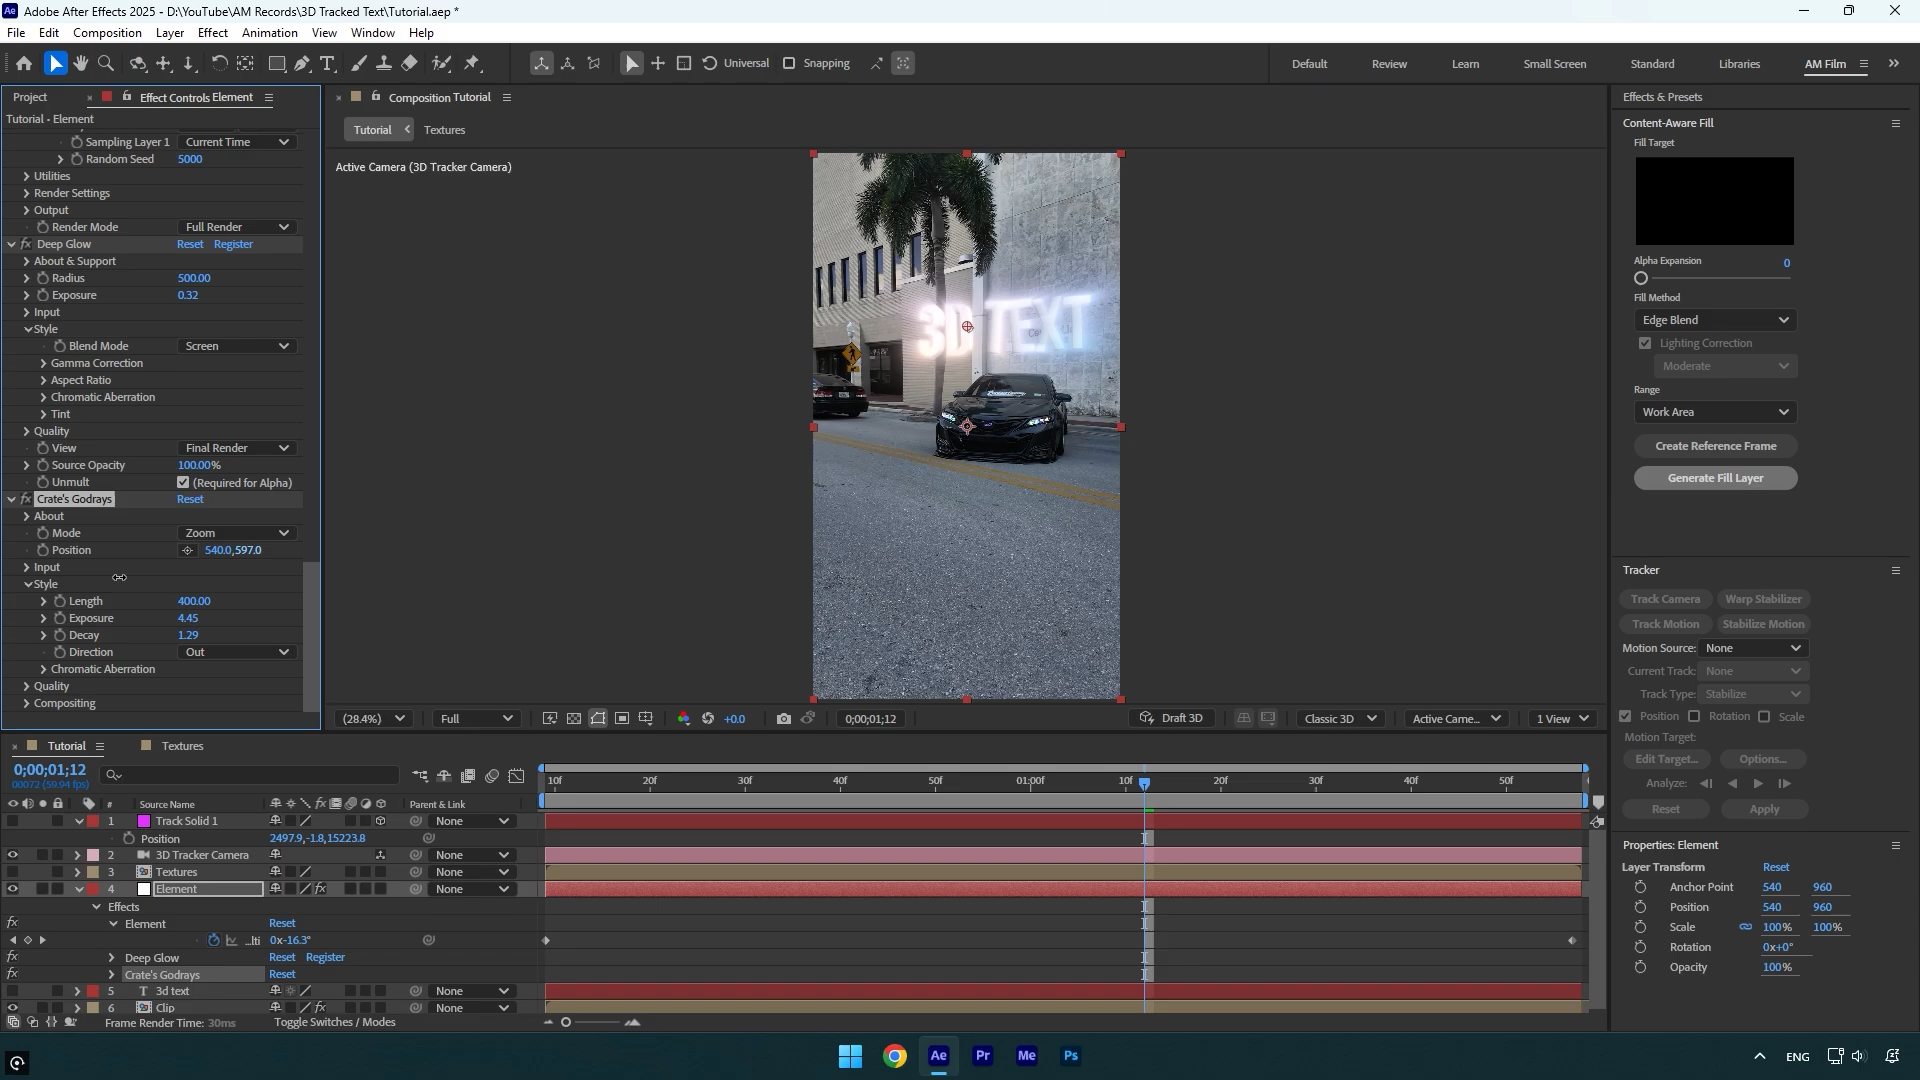 Adobe After Effects 2025 - D:\YouTube\AM Records\3D Tracked Text\Tutorial.aep *
File Edit Composition Layer Effect Animation View Window Help
Universal Snapping Default Review Learn Small Screen Standard Libraries AM Film
Project Effect Controls Element
Tutorial - Element
Sampling Layer 1 Current Time
Random Seed 5000
Utilities
Render Settings
Output
Render Mode Full Render
Deep Glow Reset Register
About & Support
Radius 500.00
Exposure 0.32
Input
Style
Blend Mode Screen
Gamma Correction
Aspect Ratio
Chromatic Aberration
Tint
Quality
View Final Render
Source Opacity 100.00%
Unmult (Required for Alpha)
Crate's Godrays Reset
About
Mode Zoom
Position 540.0,597.0
Input
Style
Length 400.00
Exposure 4.45
Decay 1.29
Direction Out
Chromatic Aberration
Quality
Compositing
Composition Tutorial
Tutorial Textures
Active Camera (3D Tracker Camera)
3D TEXT
(28.4%) Full +0.0 0;00;01;12 Draft 3D Classic 3D Active Came... 1 View
Effects & Presets
Content-Aware Fill
Fill Target
Alpha Expansion 0
Fill Method
Edge Blend
Lighting Correction
Moderate
Range
Work Area
Create Reference Frame
Generate Fill Layer
Tracker
Track Camera Warp Stabilizer
Track Motion Stabilize Motion
Motion Source: None
Current Track: None
Track Type: Stabilize
Position Rotation Scale
Motion Target:
Edit Target... Options...
Analyze:
Reset Apply
Properties: Element
Layer Transform Reset
Anchor Point 540 960
Position 540 960
Scale 100% 100%
Rotation 0x+0°
Opacity 100%
Tutorial Textures
0;00;01;12
00072 (59.94 fps)
10f 20f 30f 40f 50f 01:00f 10f 20f 30f 40f 50f
# Source Name Parent & Link
1 Track Solid 1 None
Position 2497.9,-1.8,15223.8
2 3D Tracker Camera None
3 Textures None
4 Element None
Effects
Element Reset
...lti 0x-16.3°
Deep Glow Reset Register
Crate's Godrays Reset
5 T 3d text None
6 Clip None
Frame Render Time: 30ms Toggle Switches / Modes
Ae Pr Me Ps ENG